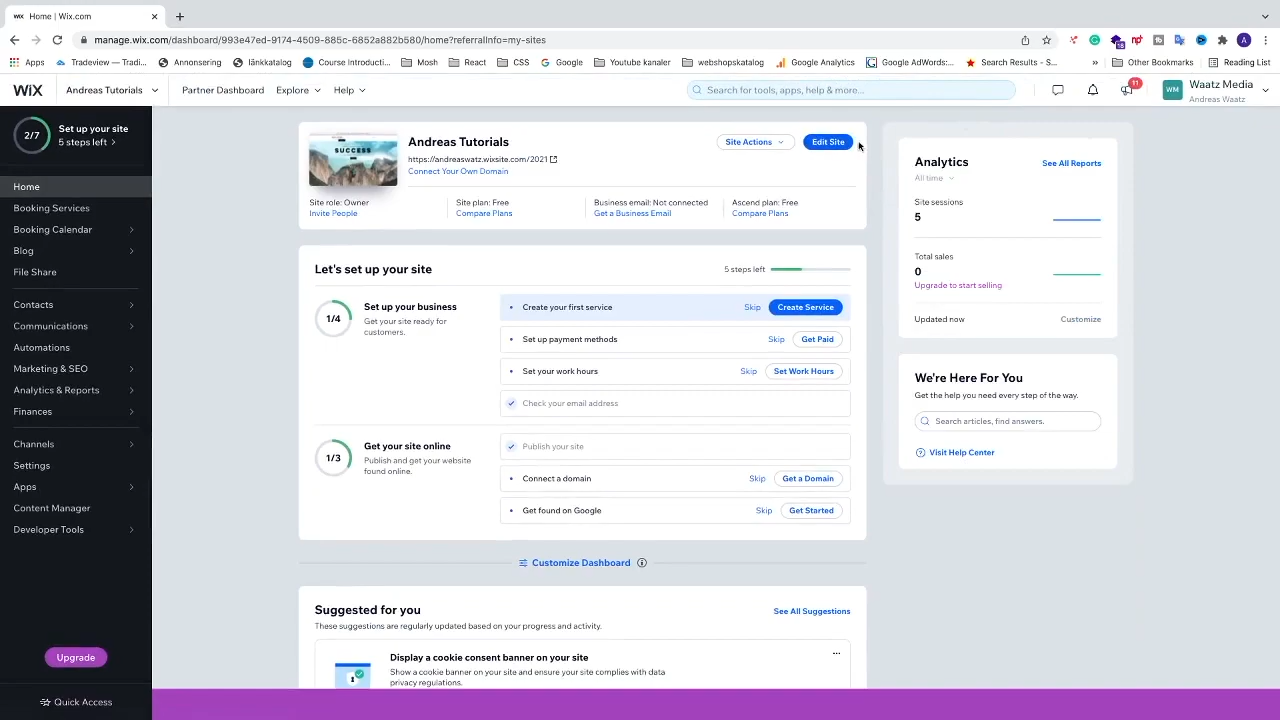 WiX Home | Wix.com
manage.wix.com/dashboard/993e47ed-9174-4509-885c-6852a882b580/home?referralInfo=my-sites
A
Apps
Tradeview – Tradi...
Annonsering
länkkatalog
Course Introducti...
Mosh
React
CSS
Google
Youtube kanaler
webshopskatalog
Google Analytics
Google AdWords:...
Search Results - S...
»
Other Bookmarks
Reading List
WiX
Andreas Tutorials
Partner Dashboard
Explore
Help
Search for tools, apps, help & more...
11
WM
Waatz Media
Andreas Waatz
2/7
Set up your site
5 steps left
Home
Booking Services
Booking Calendar
Blog
File Share
Contacts
Communications
Automations
Marketing & SEO
Analytics & Reports
Finances
Channels
Settings
Apps
Content Manager
Developer Tools
Upgrade
Quick Access
SUCCESS
Andreas Tutorials
https://andreaswatz.wixsite.com/2021
Connect Your Own Domain
Site Actions
Edit Site
Site role: Owner
Invite People
Site plan: Free
Compare Plans
Business email: Not connected
Get a Business Email
Ascend plan: Free
Compare Plans
Let's set up your site
5 steps left
1/4
Set up your business
Get your site ready for
customers.
Create your first service
Skip
Create Service
Set up payment methods
Skip
Get Paid
Set your work hours
Skip
Set Work Hours
Check your email address
1/3
Get your site online
Publish and get your website
found online.
Publish your site
Connect a domain
Skip
Get a Domain
Get found on Google
Skip
Get Started
Customize Dashboard
Suggested for you
See All Suggestions
These suggestions are regularly updated based on your progress and activity.
Display a cookie consent banner on your site
Show a cookie banner on your site and ensure your site complies with data
privacy regulations.
Analytics
See All Reports
All time
Site sessions
5
Total sales
0
Upgrade to start selling
Updated now
Customize
We're Here For You
Get the help you need every step of the way.
Search articles, find answers.
Visit Help Center